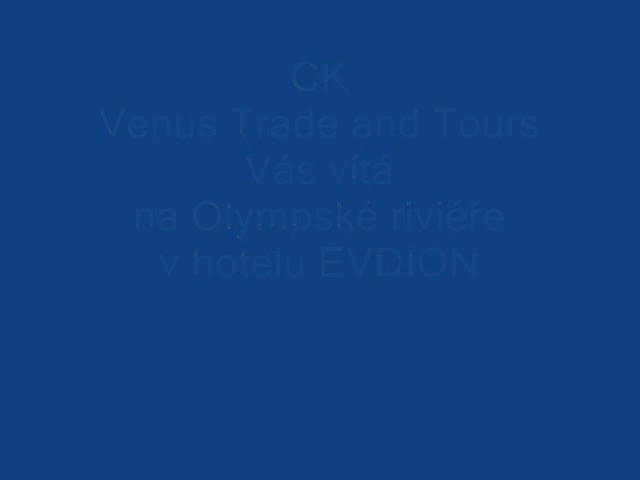 CK
Venus Trade and Tours
Vás vítá
na Olympské riviéře
v hotelu EVDION